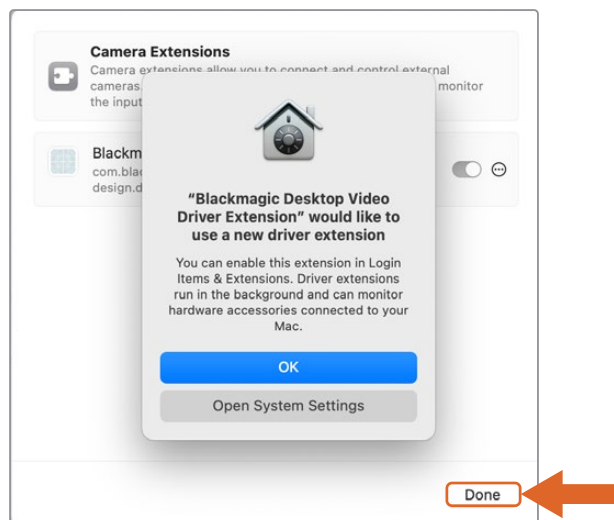 Camera Extensions
Camera extensions allow you to connect and control external
cameras. monitor
the input
Blackm
com.blac
design.d
“Blackmagic Desktop Video
Driver Extension” would like to
use a new driver extension
You can enable this extension in Login
Items & Extensions. Driver extensions
run in the background and can monitor
hardware accessories connected to your
Mac.
OK
Open System Settings
Done